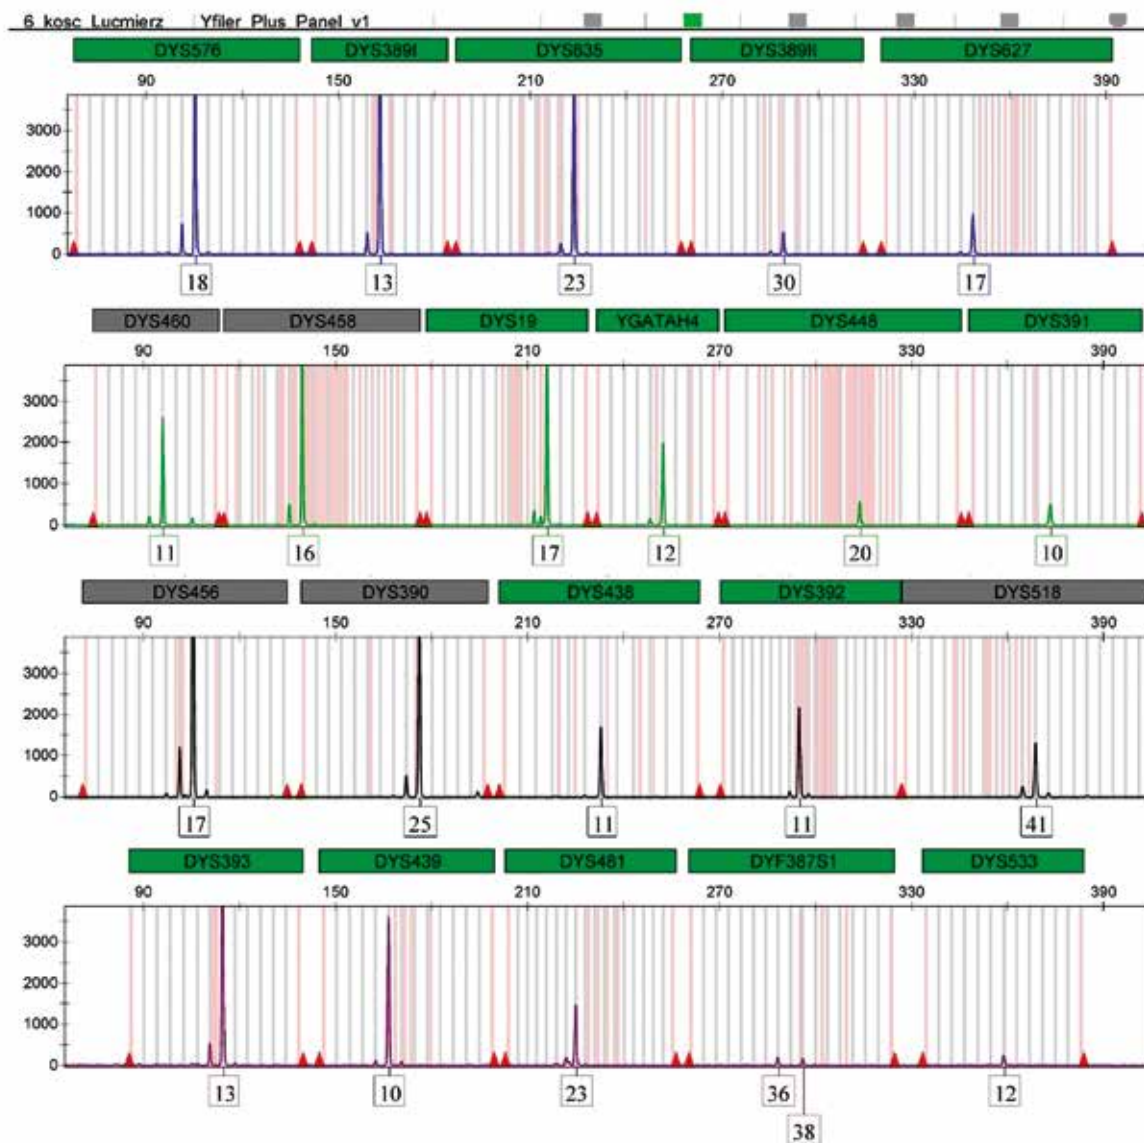 6_kosc_Lucmierz Yfiler_Plus_Panel_v1
DYS576 DYS389I DYS635 DYS389II DYS627
90 150 210 270 330 390
3000
2000
1000
0
18 13 23 30 17
DYS460 DYS458 DYS19 YGATAH4 DYS448 DYS391
90 150 210 270 330 390
3000
2000
1000
0
11 16 17 12 20 10
DYS456 DYS390 DYS438 DYS392 DYS518
90 150 210 270 330 390
3000
2000
1000
0
17 25 11 11 41
DYS393 DYS439 DYS481 DYF387S1 DYS533
90 150 210 270 330 390
3000
2000
1000
0
13 10 23 36 12
38